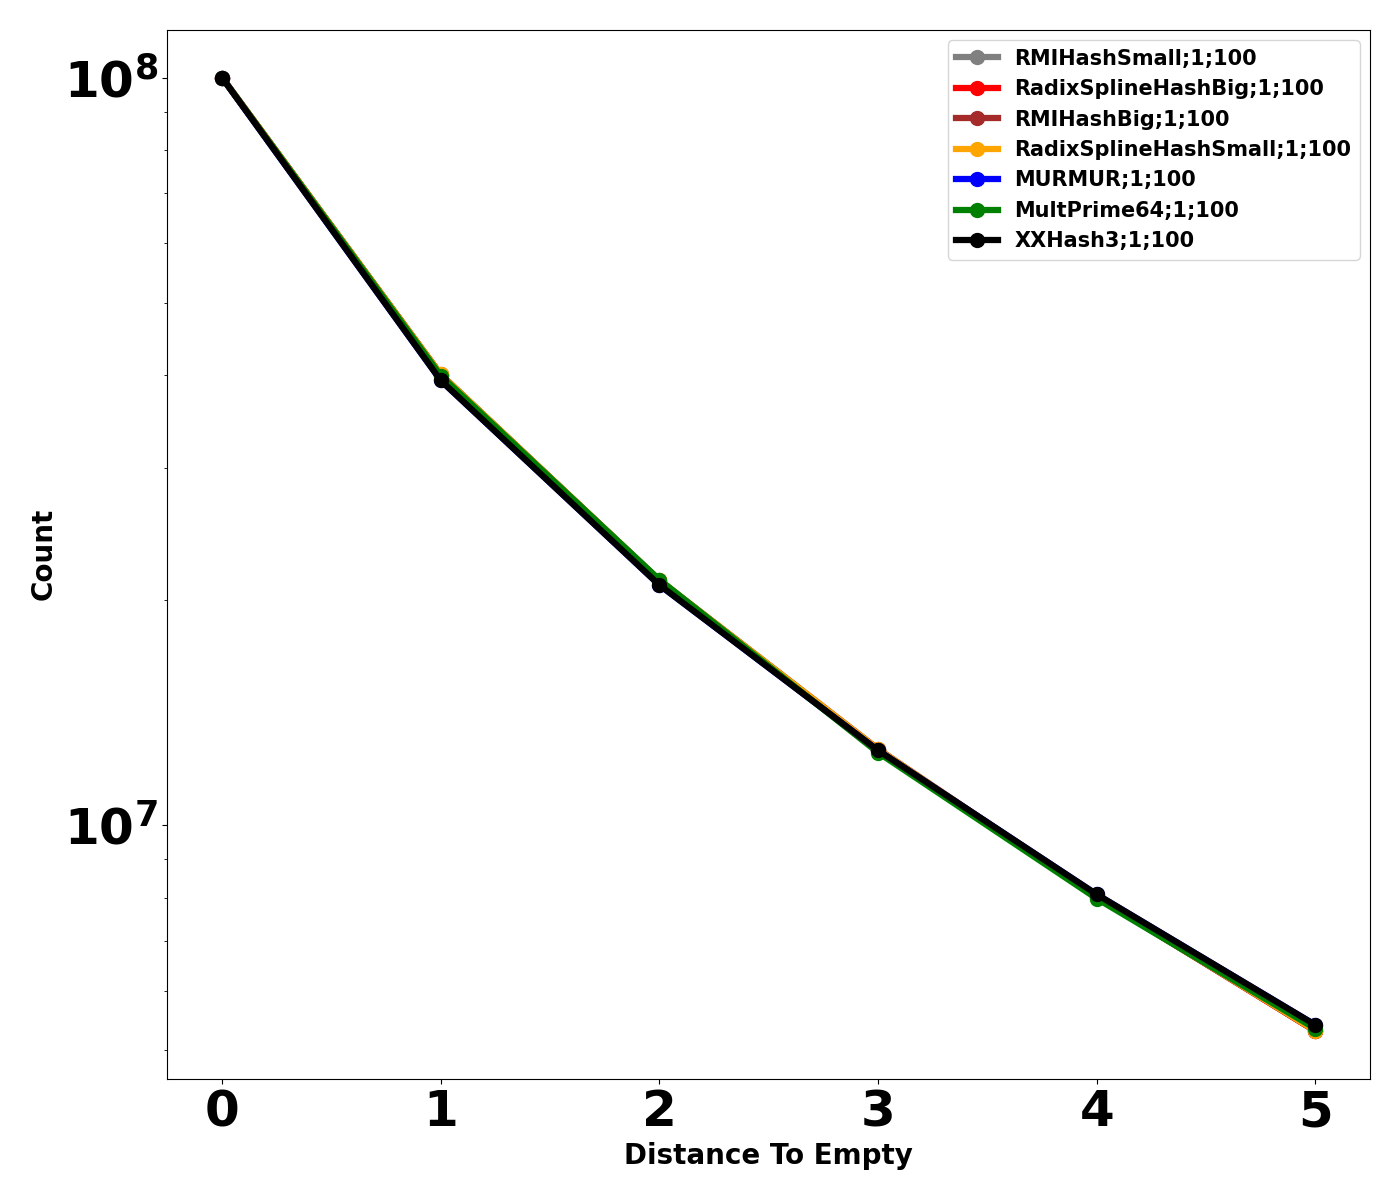 10⁸
RMIHashSmall;1;100
RadixSplineHashBig;1;100
RMIHashBig;1;100
RadixSplineHashSmall;1;100
MURMUR;1;100
MultPrime64;1;100
XXHash3;1;100
Count
10⁷
0 1 2 3 4 5
Distance To Empty